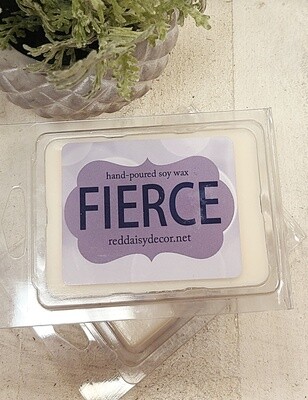 hand-poured soy wax
FIERCE
reddaisydecor.net